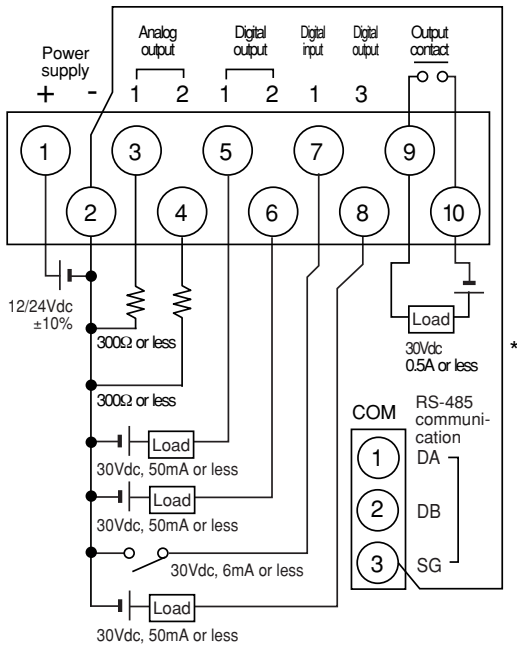 Power supply
Analog output
Digital output
Digital input
Digital output
Output contact
+ - 1 2 1 2 1 3
1 3 5 7 9
2 4 6 8 10
12/24Vdc
±10%
300Ω or less
300Ω or less
Load
30Vdc
0.5A or less
*
Load
30Vdc, 50mA or less
Load
30Vdc, 50mA or less
30Vdc, 6mA or less
Load
30Vdc, 50mA or less
COM
RS-485
communi-
cation
1 DA
2 DB
3 SG